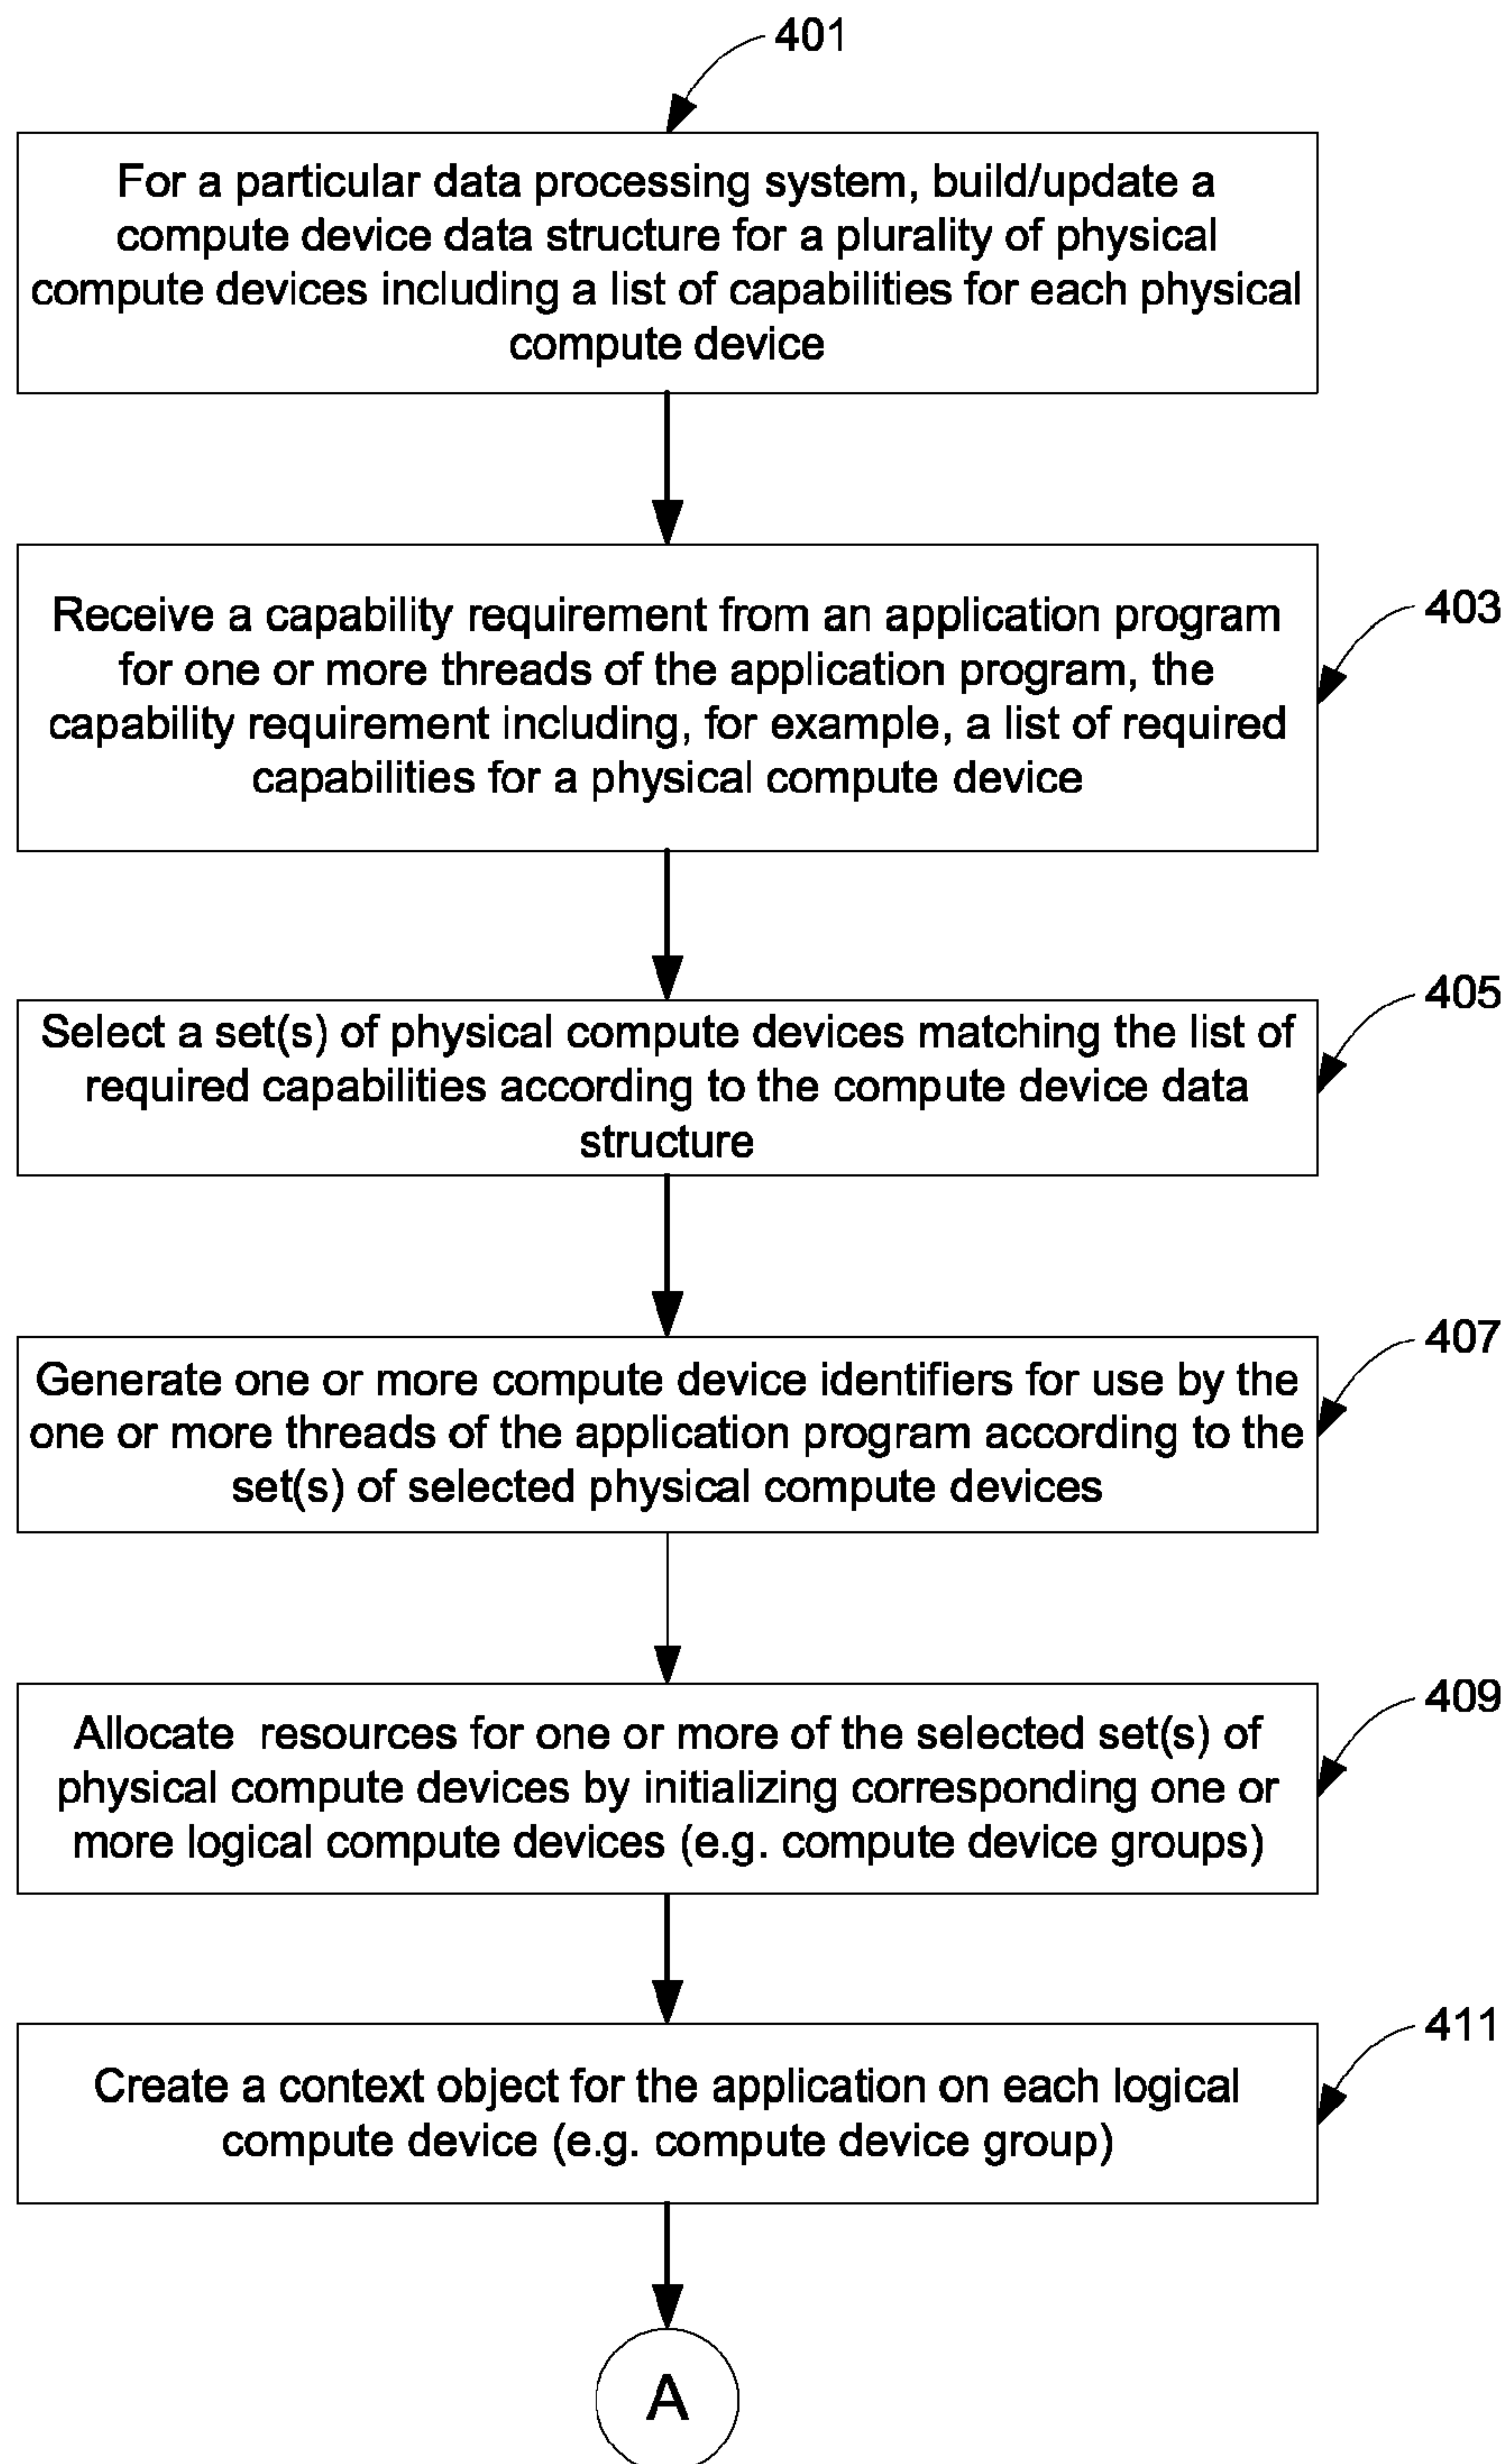 401
For a particular data processing system, build/update a
compute device data structure for a plurality of physical
compute devices including a list of capabilities for each physical
compute device
Receive a capability requirement from an application program
for one or more threads of the application program, the
capability requirement including, for example, a list of required
capabilities for a physical compute device
403
Select a set(s) of physical compute devices matching the list of
required capabilities according to the compute device data
structure
405
Generate one or more compute device identifiers for use by the
one or more threads of the application program according to the
set(s) of selected physical compute devices
407
Allocate resources for one or more of the selected set(s) of
physical compute devices by initializing corresponding one or
more logical compute devices (e.g. compute device groups)
409
Create a context object for the application on each logical
compute device (e.g. compute device group)
411
A